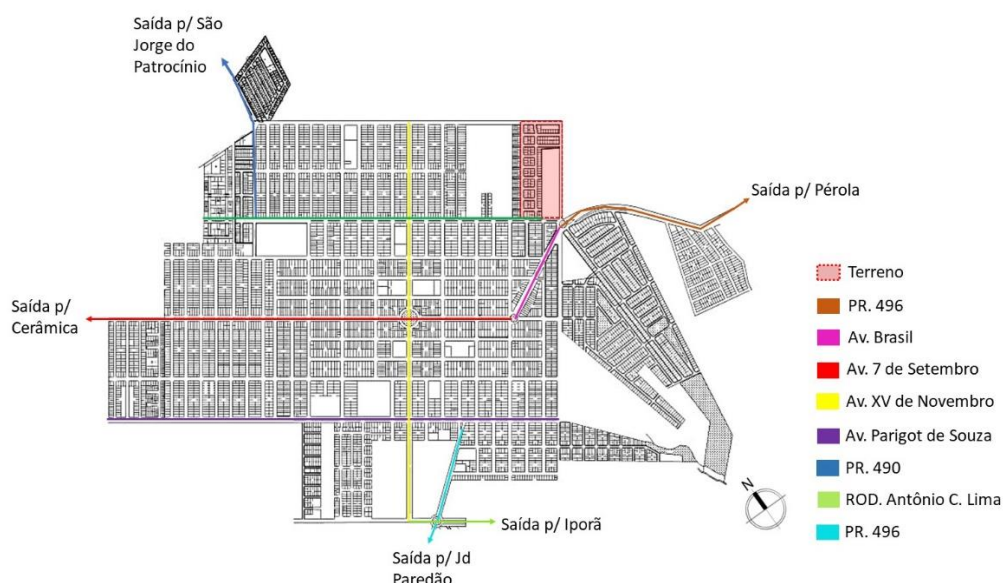 Saída p/ São
Jorge do
Patrocínio
Saída p/ Pérola
Saída p/
Cerâmica
Terreno
PR. 496
Av. Brasil
Av. 7 de Setembro
Av. XV de Novembro
Av. Parigot de Souza
PR. 490
ROD. Antônio C. Lima
PR. 496
N
Saída p/ Iporã
Saída p/ Jd
Paredão